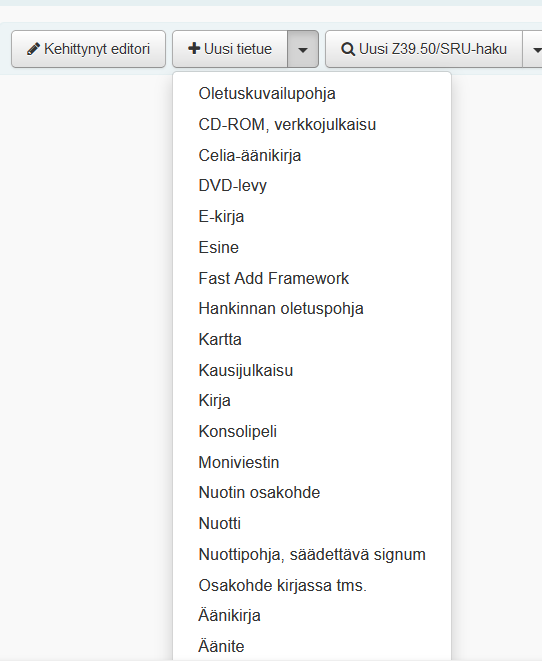 Kehittynyt editori Uusi tietue Uusi Z39.50/SRU-haku
Oletuskuvailupohja
CD-ROM, verkkojulkaisu
Celia-äänikirja
DVD-levy
E-kirja
Esine
Fast Add Framework
Hankinnan oletuspohja
Kartta
Kausijulkaisu
Kirja
Konsolipeli
Moniviestin
Nuotin osakohde
Nuotti
Nuottipohja, säädettävä signum
Osakohde kirjassa tms.
Äänikirja
Äänite